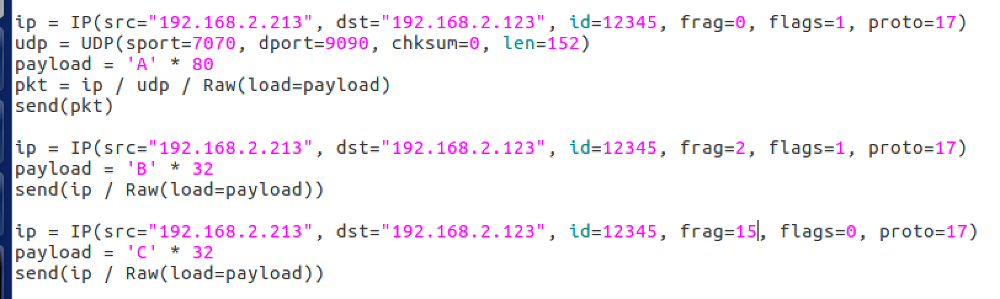 ip = IP(src="192.168.2.213", dst="192.168.2.123", id=12345, frag=0, flags=1, proto=17)
udp = UDP(sport=7070, dport=9090, chksum=0, len=152)
payload = 'A' * 80
pkt = ip / udp / Raw(load=payload)
send(pkt)
ip = IP(src="192.168.2.213", dst="192.168.2.123", id=12345, frag=2, flags=1, proto=17)
payload = 'B' * 32
send(ip / Raw(load=payload))
ip = IP(src="192.168.2.213", dst="192.168.2.123", id=12345, frag=15, flags=0, proto=17)
payload = 'C' * 32
send(ip / Raw(load=payload))